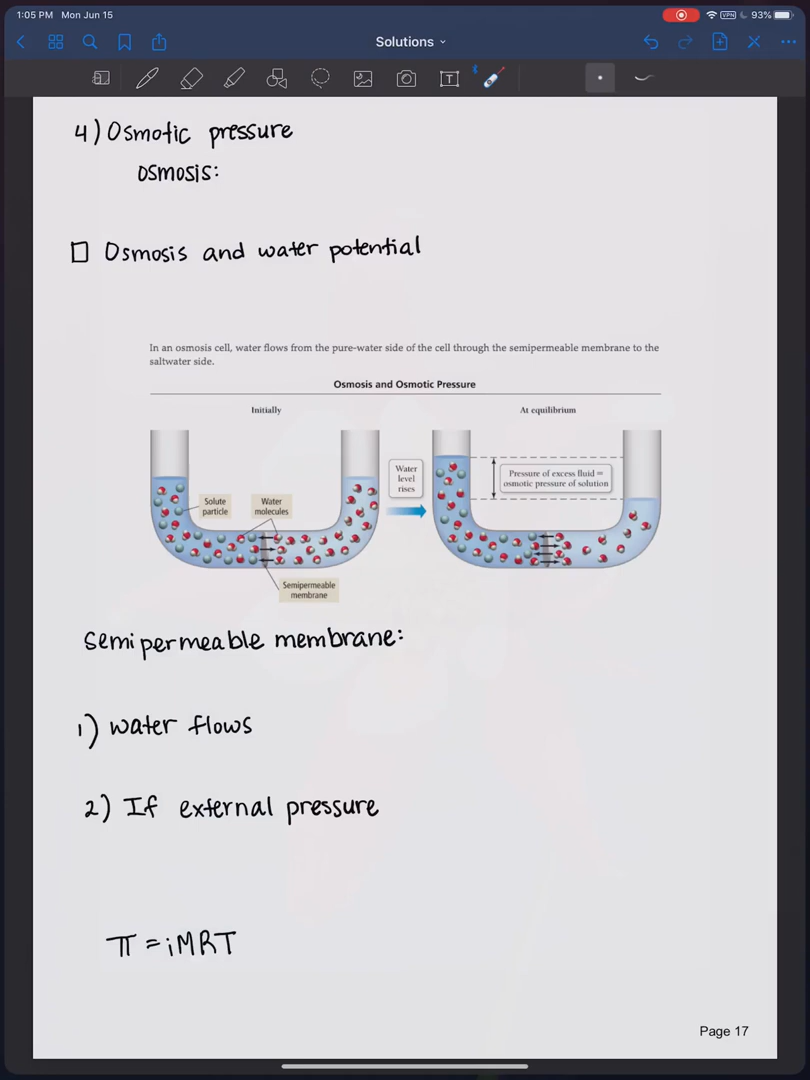 1:05 PM Mon Jun 15
VPN 93%
Solutions
T
4) Osmotic pressure
Osmosis:
Osmosis and water potential
In an osmosis cell, water flows from the pure-water side of the cell through the semipermeable membrane to the
saltwater side.
Osmosis and Osmotic Pressure
Initially
At equilibrium
Water
level
rises
Pressure of excess fluid =
osmotic pressure of solution
Solute
particle
Water
molecules
Semipermeable
membrane
Semipermeable membrane:
1) water flows
2) If external pressure
π = iMRT
Page 17